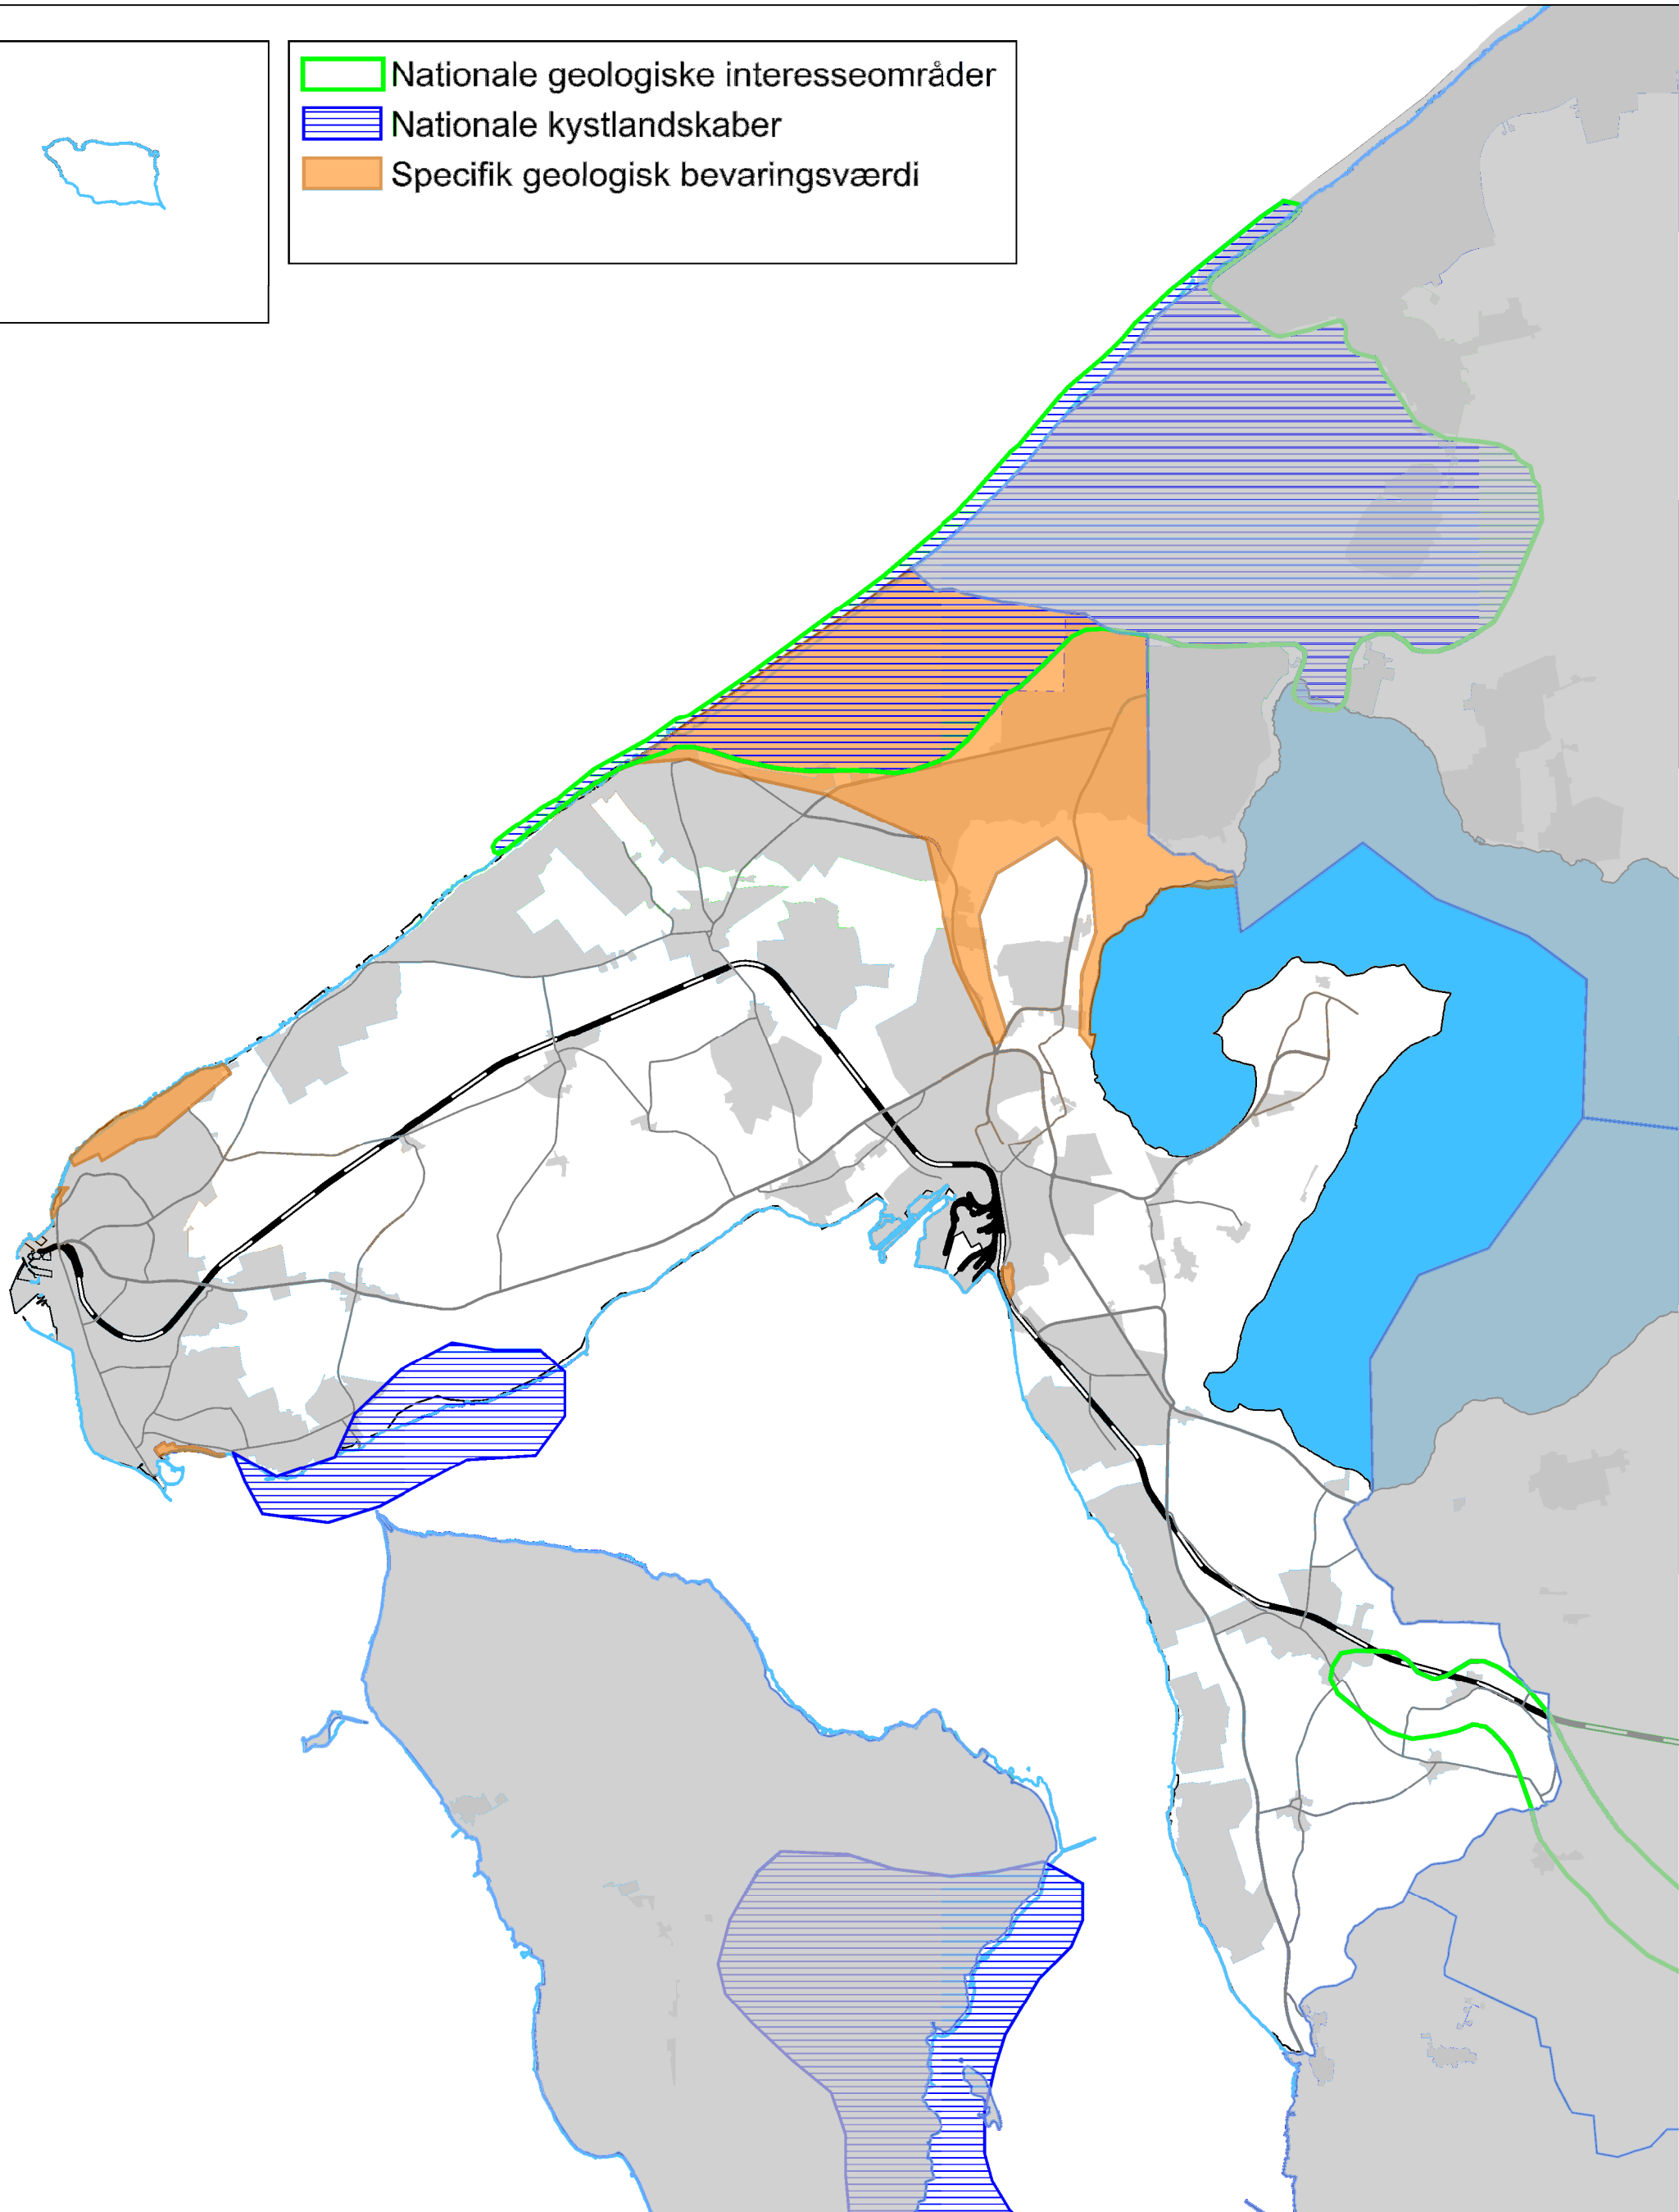 Nationale geologiske interesseområder
Nationale kystlandskaber
Specifik geologisk bevaringsværdi